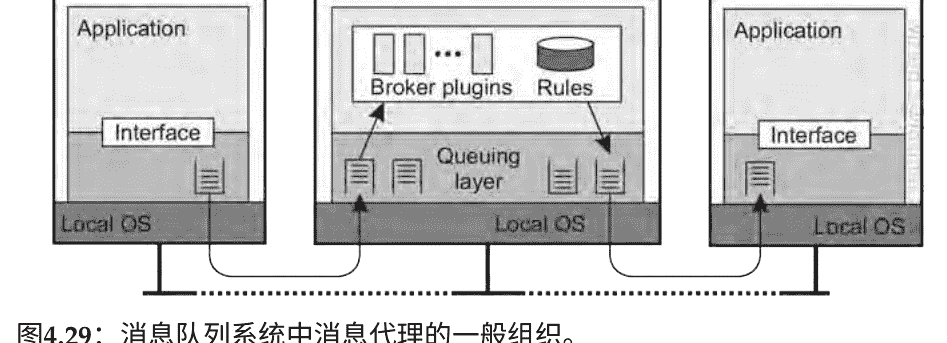 Application
Interface
Local OS
Broker plugins
Rules
Queuing
layer
Local OS
Application
Interface
Local OS
图4.29：消息队列系统中消息代理的一般组织。